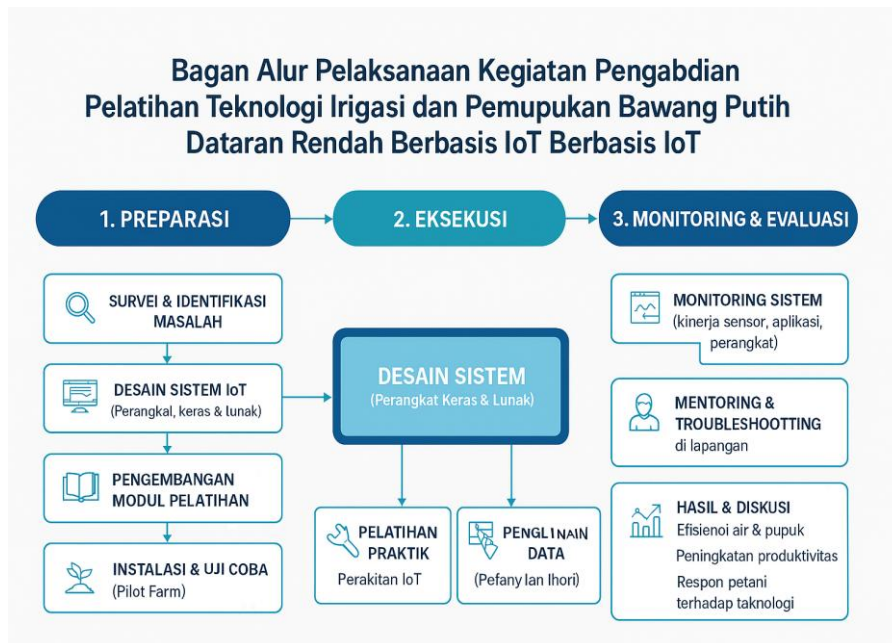 Bagan Alur Pelaksanaan Kegiatan Pengabdian
Pelatihan Teknologi Irigasi dan Pemupukan Bawang Putih
Dataran Rendah Berbasis IoT Berbasis IoT
1. PREPARASI
2. EKSEKUSI
3. MONITORING & EVALUASI
SURVEI & IDENTIFIKASI
MASALAH
DESAIN SISTEM IoT
(Perangkal, keras & lunak)
PENGEMBANGAN
MODUL PELATIHAN
INSTALASI & UJI COBA
(Pilot Farm)
DESAIN SISTEM
(Perangkat Keras & Lunak)
PELATIHAN
PRAKTIK
Perakitan IoT
DATA
MONITORING SISTEM
(kinerja sensor, aplikasi,
perangkat)
MENTORING &
TROUBLESHOOTTING
di lapangan
HASIL & DISKUSI
Efisienoi air & pupuk
Peningkatan produktivitas
Respon petani
terhadap taknologi